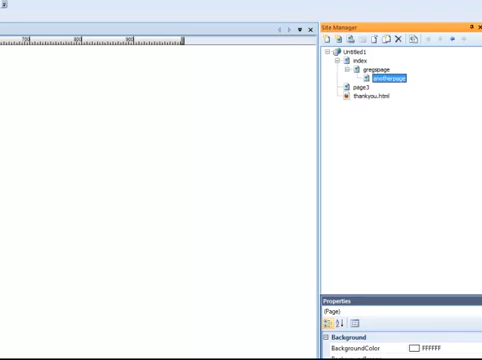 Site Manager
700
800
900
Untitled1
index
gregspage
anotherpage
page3
thankyou.html
Properties
(Page)
Background
BackgroundColor
FFFFFF